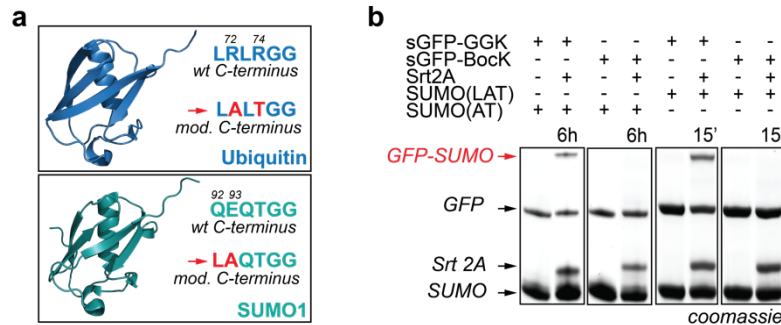 a
72 74
LRLRGG
wt C-terminus
LALTGG
mod. C-terminus
Ubiquitin
92 93
QEQTGG
wt C-terminus
LAQTGG
mod. C-terminus
SUMO1
b
sGFP-GGK + + - - + + - -
sGFP-BocK - - + + - - + +
Srt2A - + - + - + - +
SUMO(LAT) - - - - + + + +
SUMO(AT) + + + + - - - -
6h 6h 15' 15
GFP-SUMO
GFP
Srt 2A
SUMO
coomassie